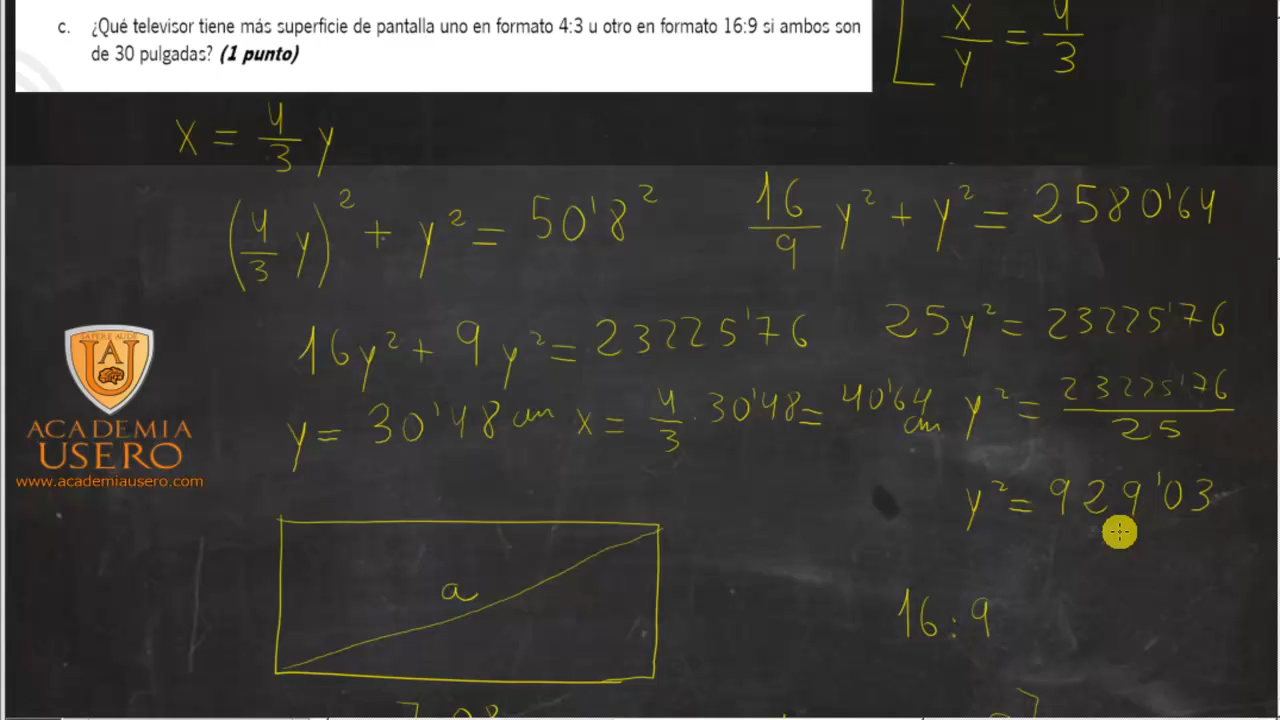 c. ¿Qué televisor tiene más superficie de pantalla uno en formato 4:3 u otro en formato 16:9 si ambos son
de 30 pulgadas? (1 punto)
x/y = 4/3
x = 4/3 y
(4/3 y)² + y² = 50'8²
16/9 y² + y² = 2580'64
16y² + 9y² = 23225'76
25y² = 23225'76
y = 30'48 cm x = 4/3 · 30'48 = 40'64 cm
y² = 23225'76/25
y² = 929'03
SAPERE AUDE
UA
ACADEMIA
USERO
www.academiausero.com
a
16:9